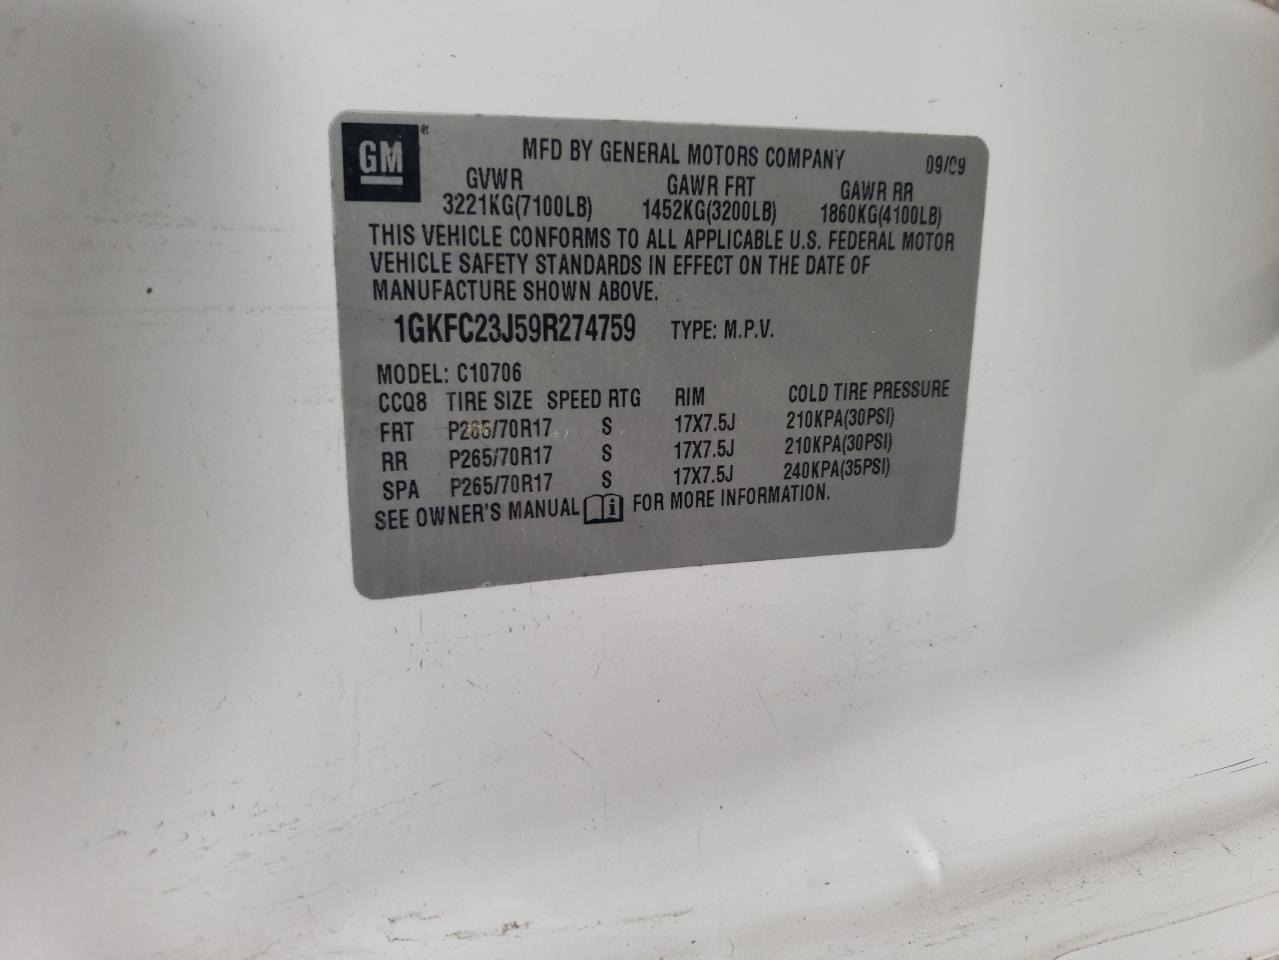 GM
MFD BY GENERAL MOTORS COMPANY 09/09
GVWR GAWR FRT GAWR RR
3221KG(7100LB) 1452KG(3200LB) 1860KG(4100LB)
THIS VEHICLE CONFORMS TO ALL APPLICABLE U.S. FEDERAL MOTOR
VEHICLE SAFETY STANDARDS IN EFFECT ON THE DATE OF
MANUFACTURE SHOWN ABOVE.
1GKFC23J59R274759 TYPE: M.P.V.
MODEL: C10706
CCQ8 TIRE SIZE SPEED RTG RIM COLD TIRE PRESSURE
FRT P265/70R17 S 17X7.5J 210KPA(30PSI)
RR P265/70R17 S 17X7.5J 210KPA(30PSI)
SPA P265/70R17 S 17X7.5J 240KPA(35PSI)
SEE OWNER'S MANUAL FOR MORE INFORMATION.